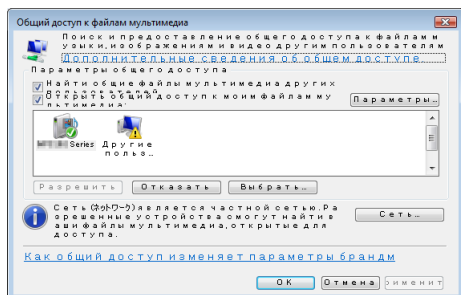 Общий доступ к файлам мультимедиа
Поиск и предоставление общего доступа к файлам м
узыки,изображениями и видео другим пользователям
Дополнительные сведения об общем доступе
Параметры общего доступа
Найти общие файлы мультимедиа других
пользователей
Открыть общий доступ к моим файлам му
льтимедиа:
Параметры...
Series
Другие
польз...
Разрешить
Отказать
Выбрать...
Сеть (ネットワーク) является частной сетью.Ра
зрешенные устройства смогут найти в
аши файлы мультимедиа,открытые для
доступа.
Сеть...
Как общий доступ изменяет параметры брандм
OK
Отмена
рименит